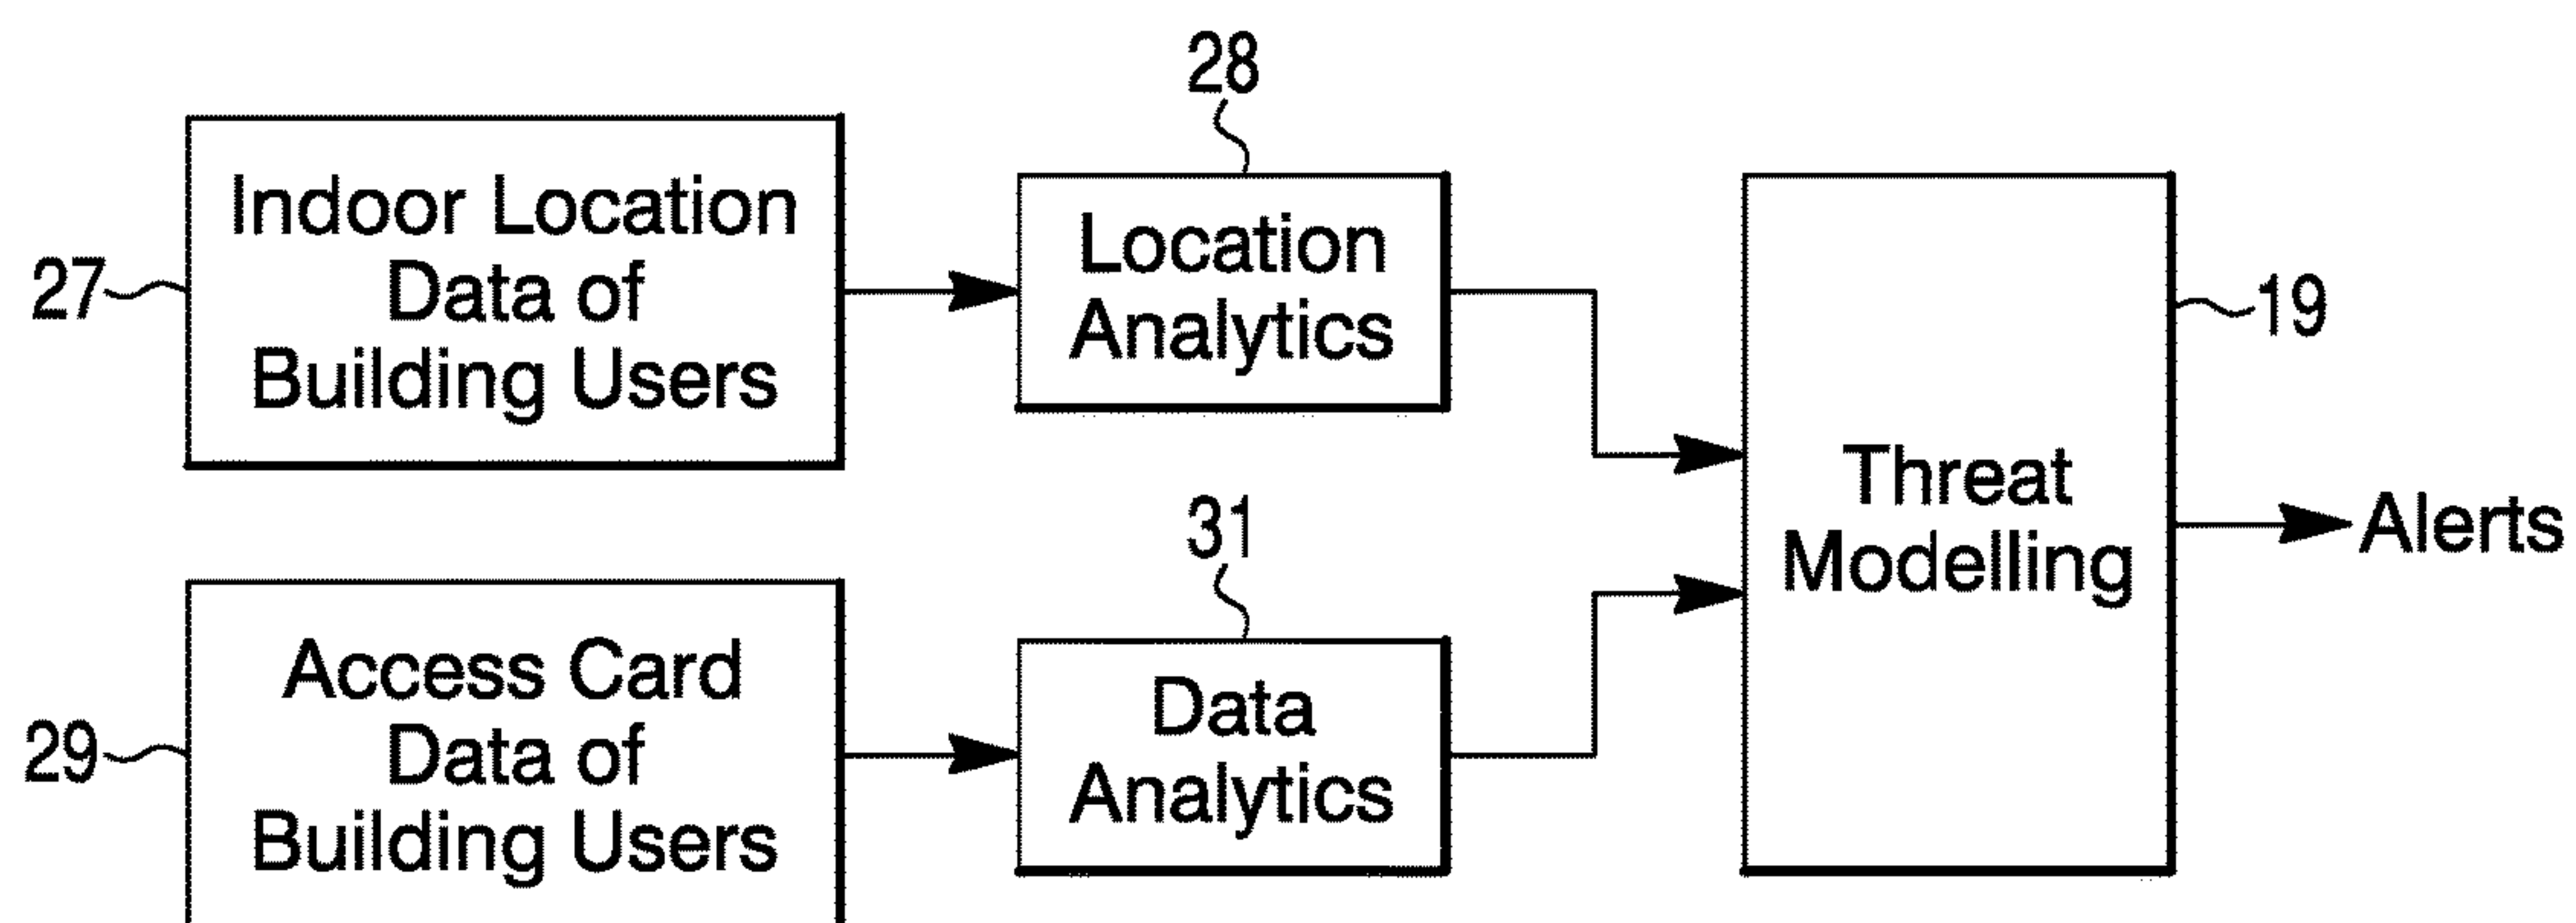 28
27
Indoor Location
Data of
Building Users
Location
Analytics
19
Threat
Modelling
Alerts
31
29
Access Card
Data of
Building Users
Data
Analytics